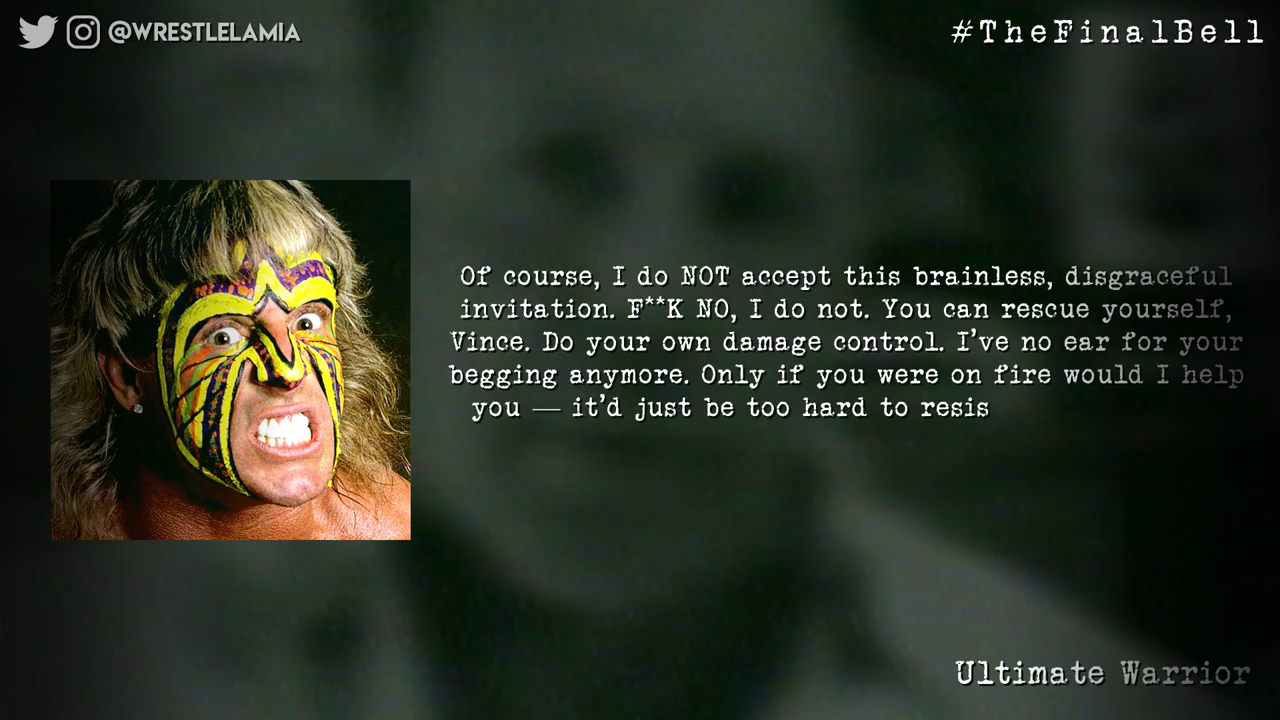 @WRESTLELAMIA
#TheFinalBell
Of course, I do NOT accept this brainless, disgraceful
invitation. F**K NO, I do not. You can rescue yourself,
Vince. Do your own damage control. I've no ear for your
begging anymore. Only if you were on fire would I help
you — it'd just be too hard to resis
Ultimate Warrior